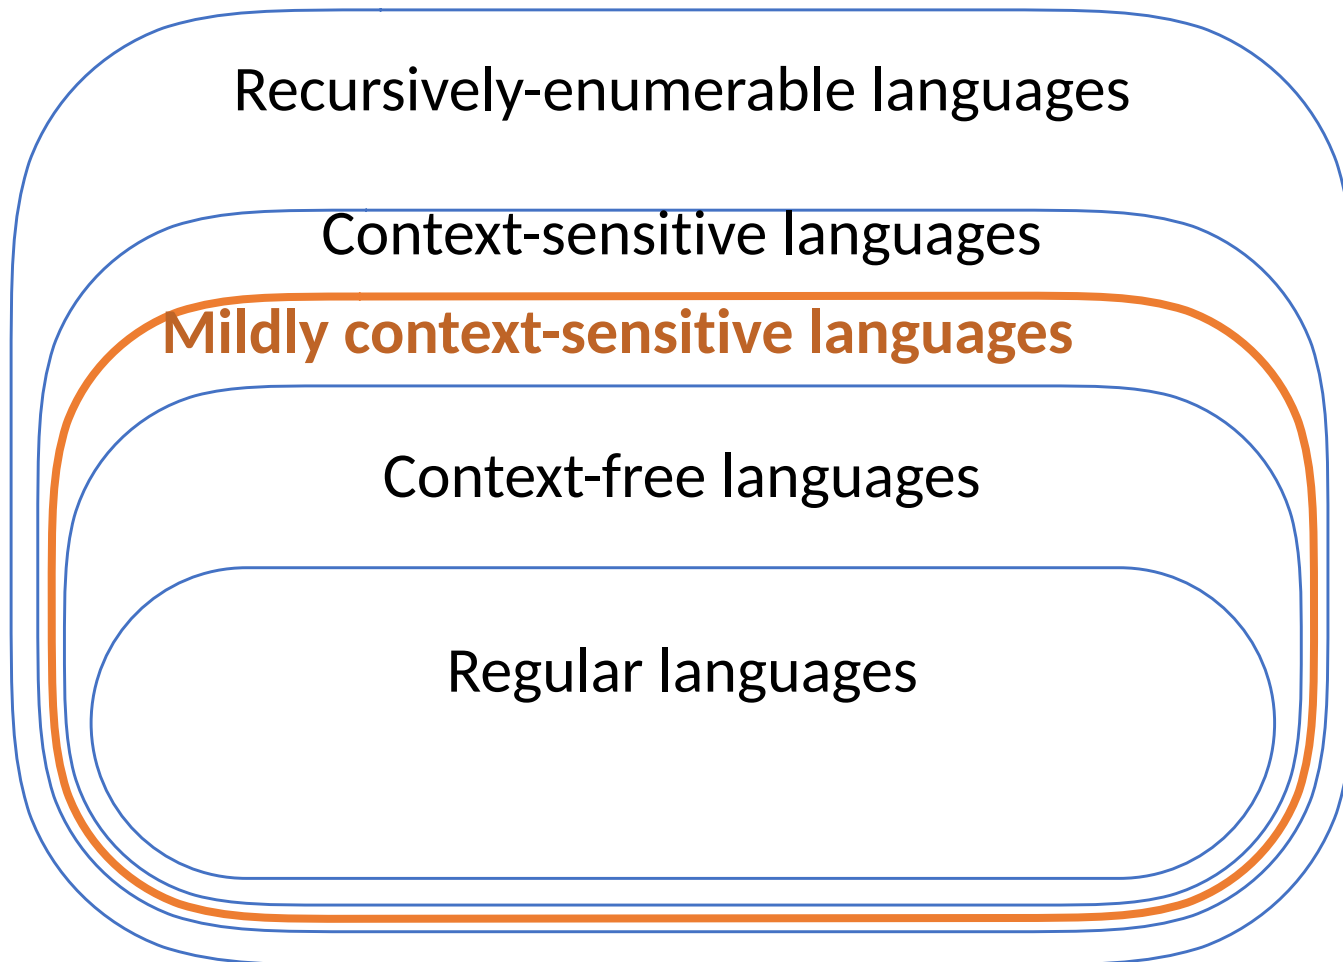 Recursively-enumerable languages
Context-sensitive languages
Mildly context-sensitive languages
Context-free languages
Regular languages